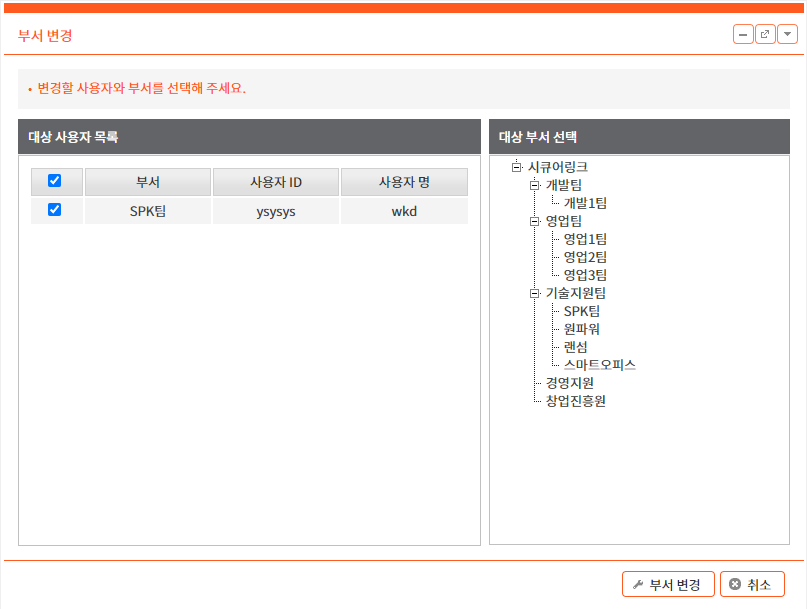 부서 변경
• 변경할 사용자와 부서를 선택해 주세요.
대상 사용자 목록
부서 사용자 ID 사용자 명
SPK팀 ysysys wkd
대상 부서 선택
시큐어링크
개발팀
개발1팀
영업팀
영업1팀
영업2팀
영업3팀
기술지원팀
SPK팀
원파워
랜섬
스마트오피스
경영지원
창업진흥원
부서 변경 취소